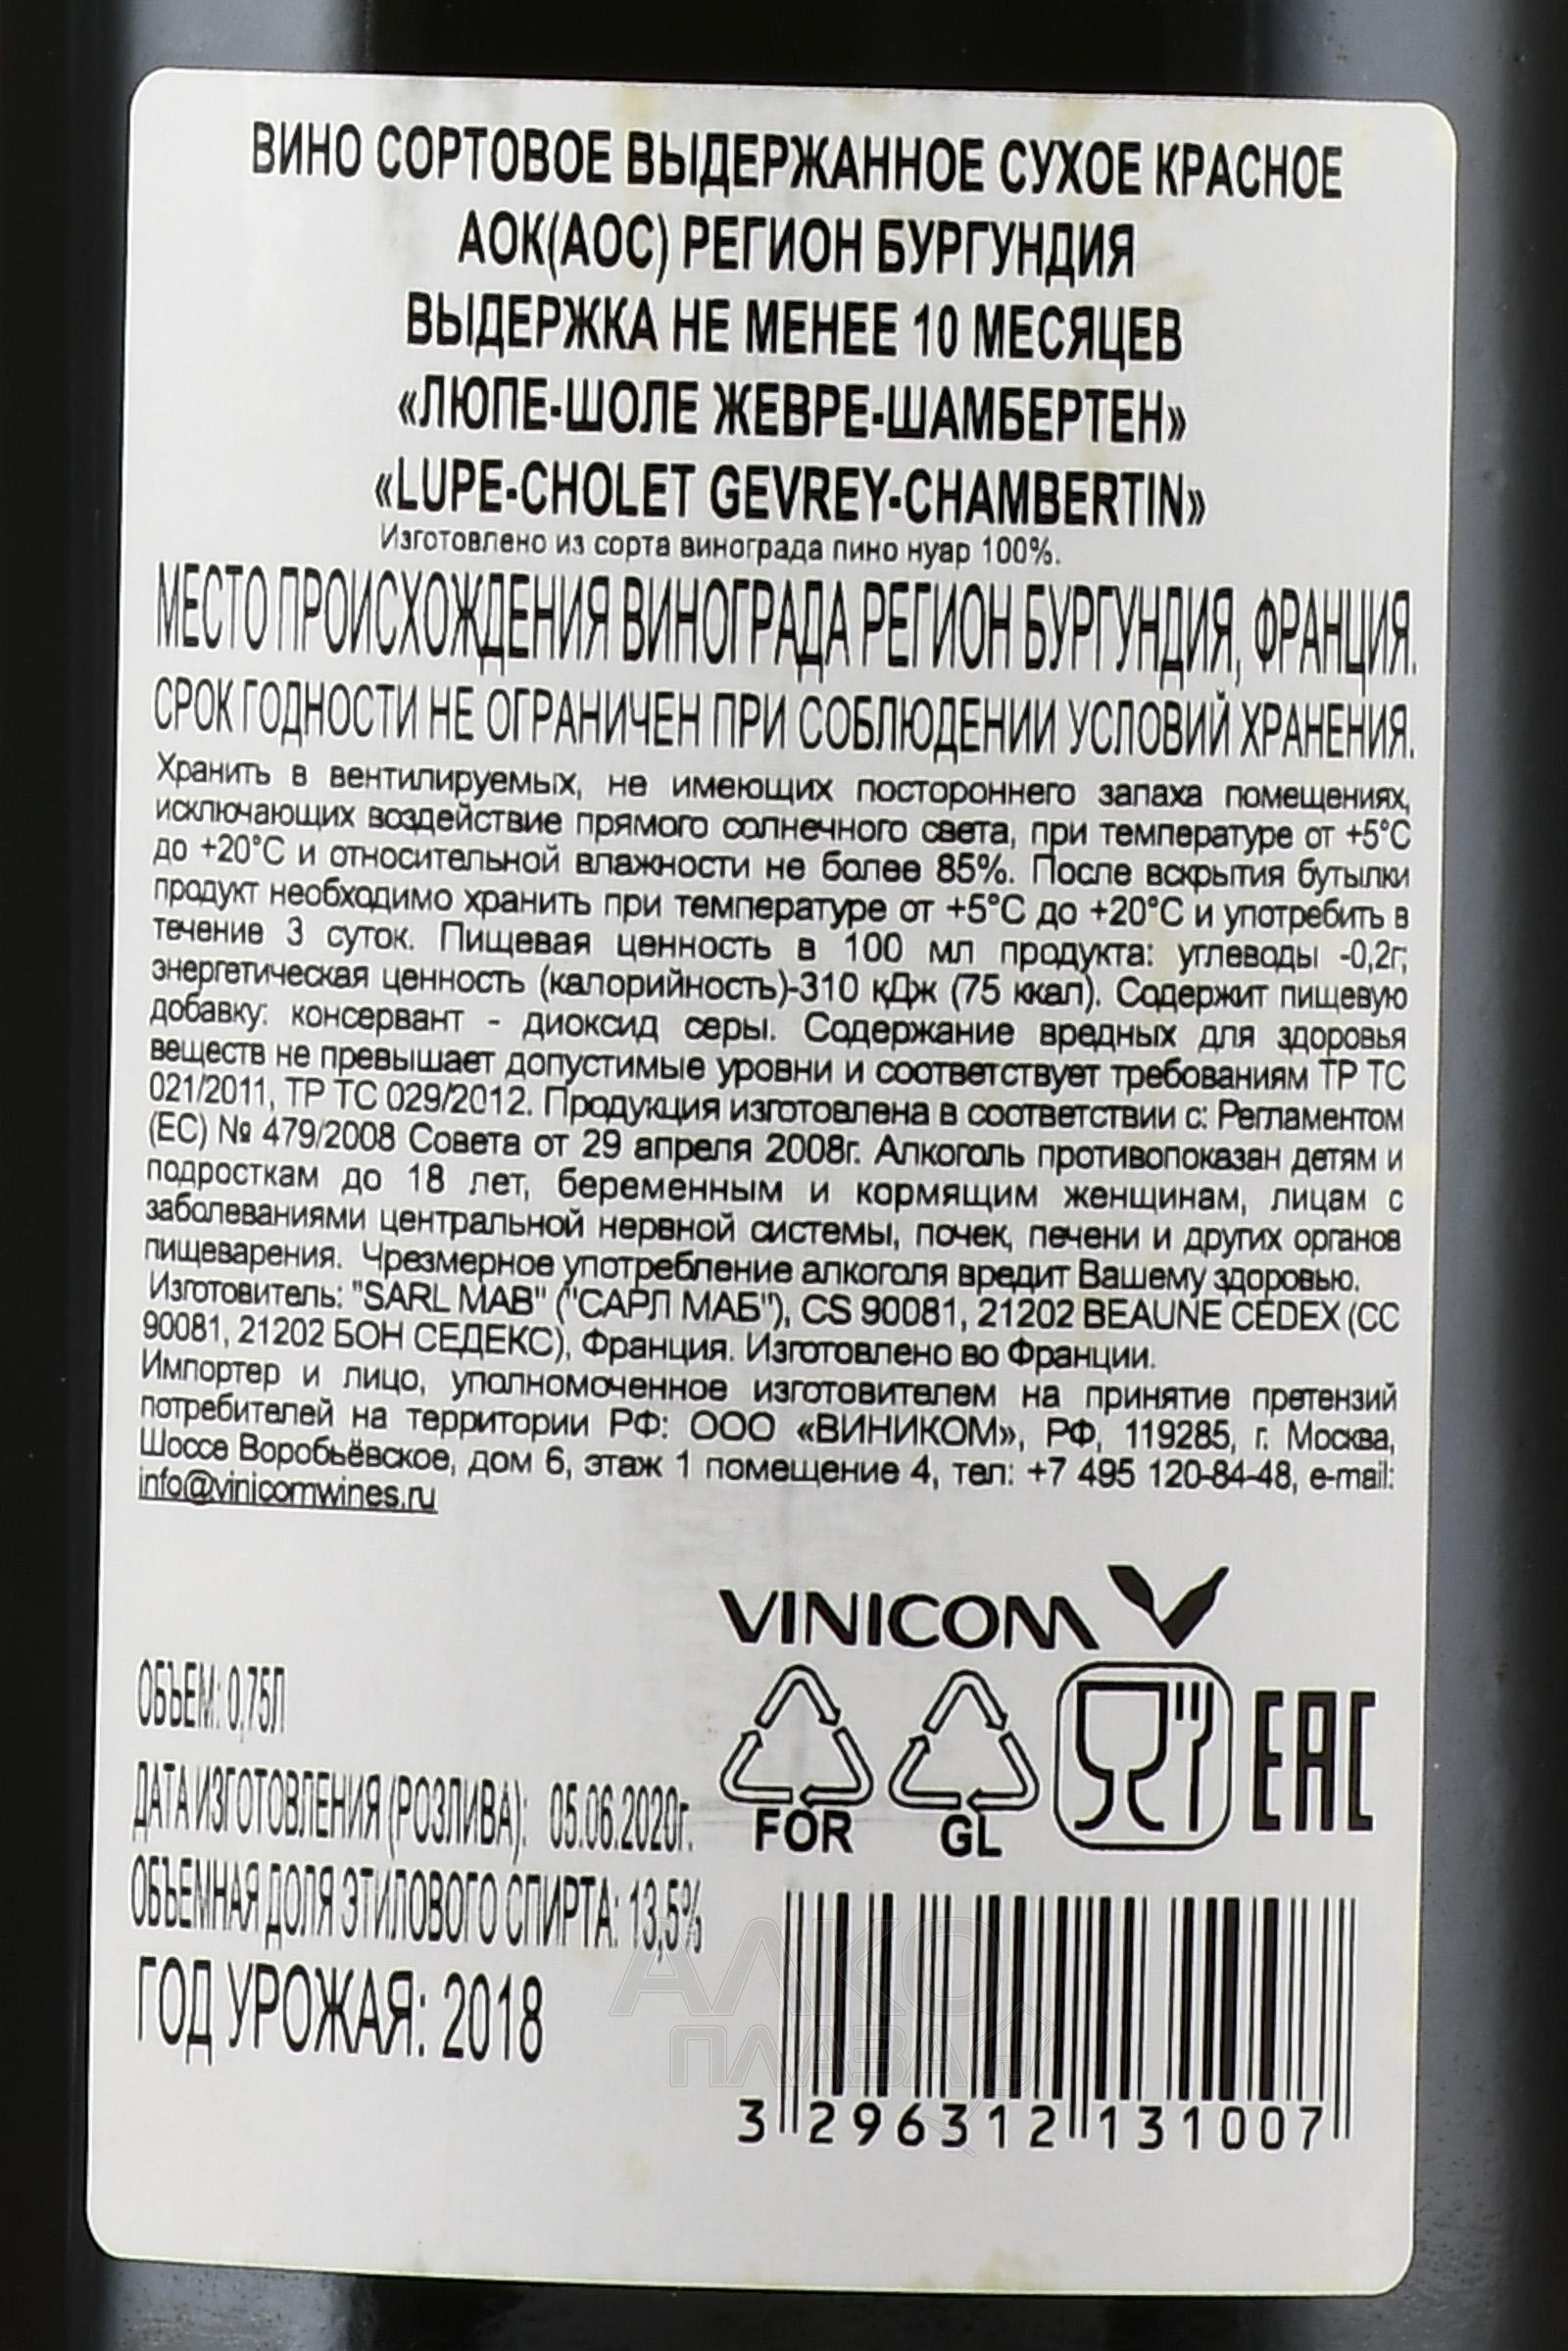 ВИНО СОРТОВОЕ ВЫДЕРЖАННОЕ СУХОЕ КРАСНОЕ
АОК(АОС) РЕГИОН БУРГУНДИЯ
ВЫДЕРЖКА НЕ МЕНЕЕ 10 МЕСЯЦЕВ
«ЛЮПЕ-ШОЛЕ ЖЕВРЕ-ШАМБЕРТЕН»
«LUPE-CHOLET GEVREY-CHAMBERTIN»
Изготовлено из сорта винограда пино нуар 100%.
МЕСТО ПРОИСХОЖДЕНИЯ ВИНОГРАДА РЕГИОН БУРГУНДИЯ, ФРАНЦИЯ.
СРОК ГОДНОСТИ НЕ ОГРАНИЧЕН ПРИ СОБЛЮДЕНИИ УСЛОВИЙ ХРАНЕНИЯ.
Хранить в вентилируемых, не имеющих постороннего запаха помещениях,
исключающих воздействие прямого солнечного света, при температуре от +5°С
до +20°С и относительной влажности не более 85%. После вскрытия бутылки
продукт необходимо хранить при температуре от +5°С до +20°С и употребить в
течение 3 суток. Пищевая ценность в 100 мл продукта: углеводы -0,2г;
энергетическая ценность (калорийность)-310 кДж (75 ккал). Содержит пищевую
добавку: консервант - диоксид серы. Содержание вредных для здоровья
веществ не превышает допустимые уровни и соответствует требованиям ТР ТС
021/2011, ТР ТС 029/2012. Продукция изготовлена в соответствии с: Регламентом
(ЕС) № 479/2008 Совета от 29 апреля 2008г. Алкоголь противопоказан детям и
подросткам до 18 лет, беременным и кормящим женщинам, лицам с
заболеваниями центральной нервной системы, почек, печени и других органов
пищеварения. Чрезмерное употребление алкоголя вредит Вашему здоровью.
Изготовитель: "SARL MAB" ("САРЛ МАБ"), CS 90081, 21202 BEAUNE CEDEX (СС
90081, 21202 БОН СЕДЕКС), Франция. Изготовлено во Франции.
Импортер и лицо, уполномоченное изготовителем на принятие претензий
потребителей на территории РФ: ООО «ВИНИКОМ», РФ, 119285, г. Москва,
Шоссе Воробьёвское, дом 6, этаж 1 помещение 4, тел: +7 495 120-84-48, e-mail:
info@vinicomwines.ru
VINICOM
ОБЪЕМ: 0,75Л
ДАТА ИЗГОТОВЛЕНИЯ (РОЗЛИВА): 05.06.2020г.
FOR GL EAC
ОБЪЕМНАЯ ДОЛЯ ЭТИЛОВОГО СПИРТА: 13,5%
ГОД УРОЖАЯ: 2018
АЛКО
ПЛАЗА.ru
3 296312 131007